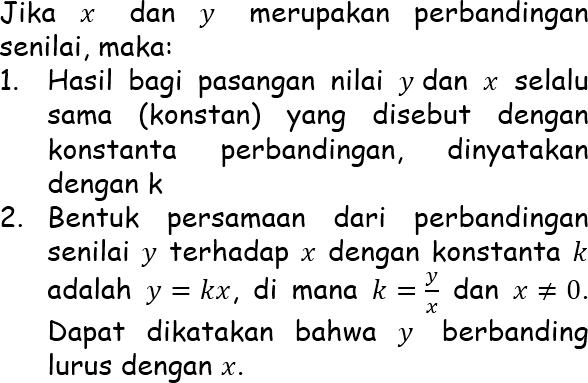 Jika x dan y merupakan perbandingan
senilai, maka:
1. Hasil bagi pasangan nilai y dan x selalu
sama (konstan) yang disebut dengan
konstanta perbandingan, dinyatakan
dengan k
2. Bentuk persamaan dari perbandingan
senilai y terhadap x dengan konstanta k
adalah y = kx, di mana k = y/x dan x ≠ 0.
Dapat dikatakan bahwa y berbanding
lurus dengan x.